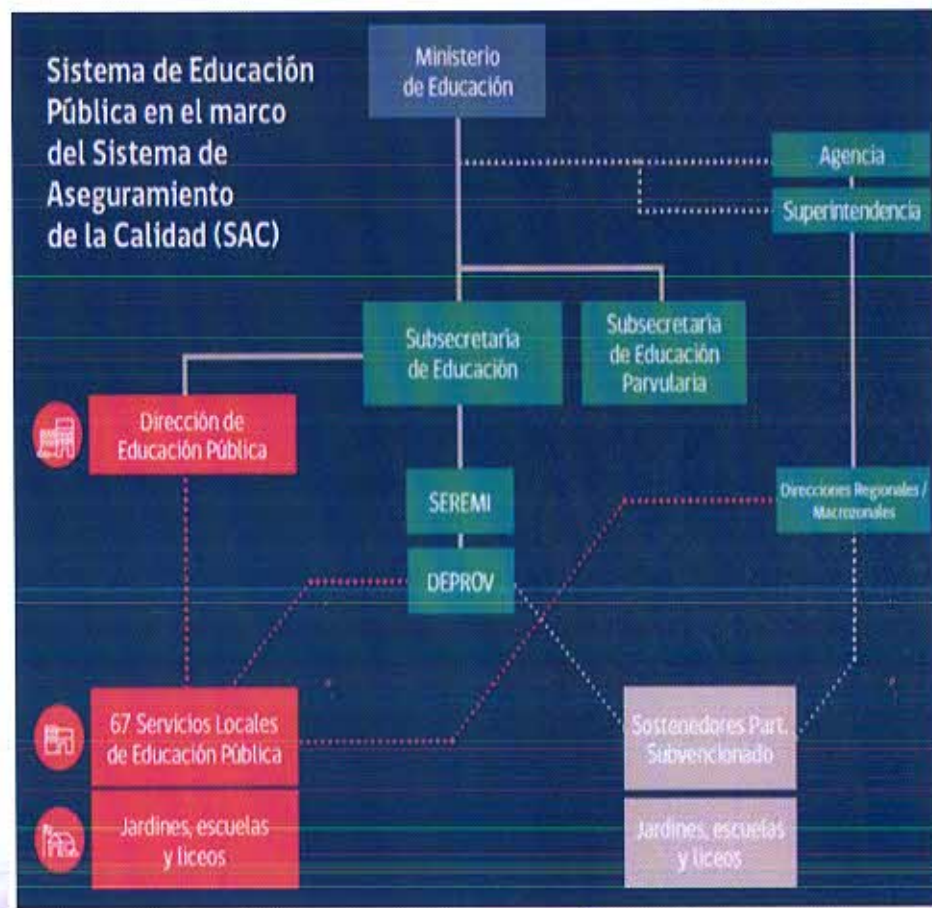 Sistema de Educación
Pública en el marco
del Sistema de
Aseguramiento
de la Calidad (SAC)
Ministerio
de Educación
Agencia
Superintendencia
Subsecretaría
de Educación
Subsecretaría
de Educación
Parvularia
Dirección de
Educación Pública
SEREMI
DEPROV
Direcciones Regionales /
Macrozonales
67 Servicios Locales
de Educación Pública
Jardines, escuelas
y liceos
Sostenedores Part.
Subvencionado
Jardines, escuelas
y liceos